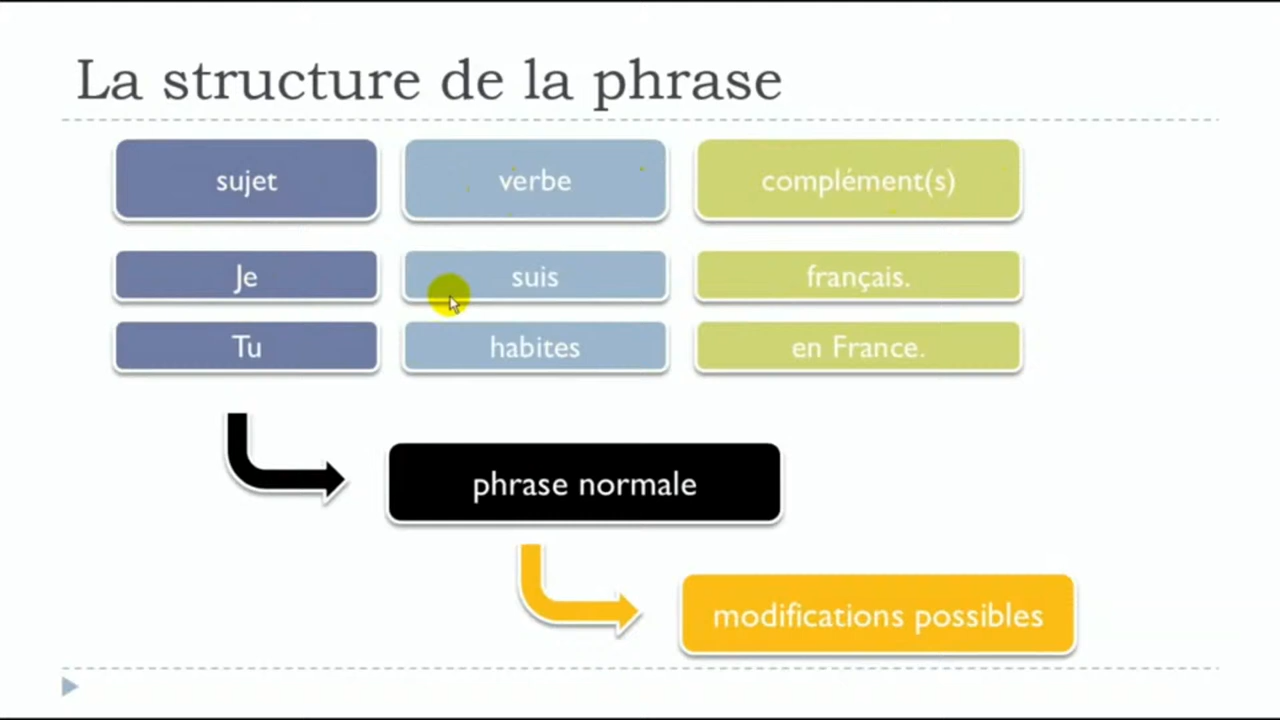 La structure de la phrase
sujet verbe complément(s)
Je suis français.
Tu habites en France.
phrase normale
modifications possibles